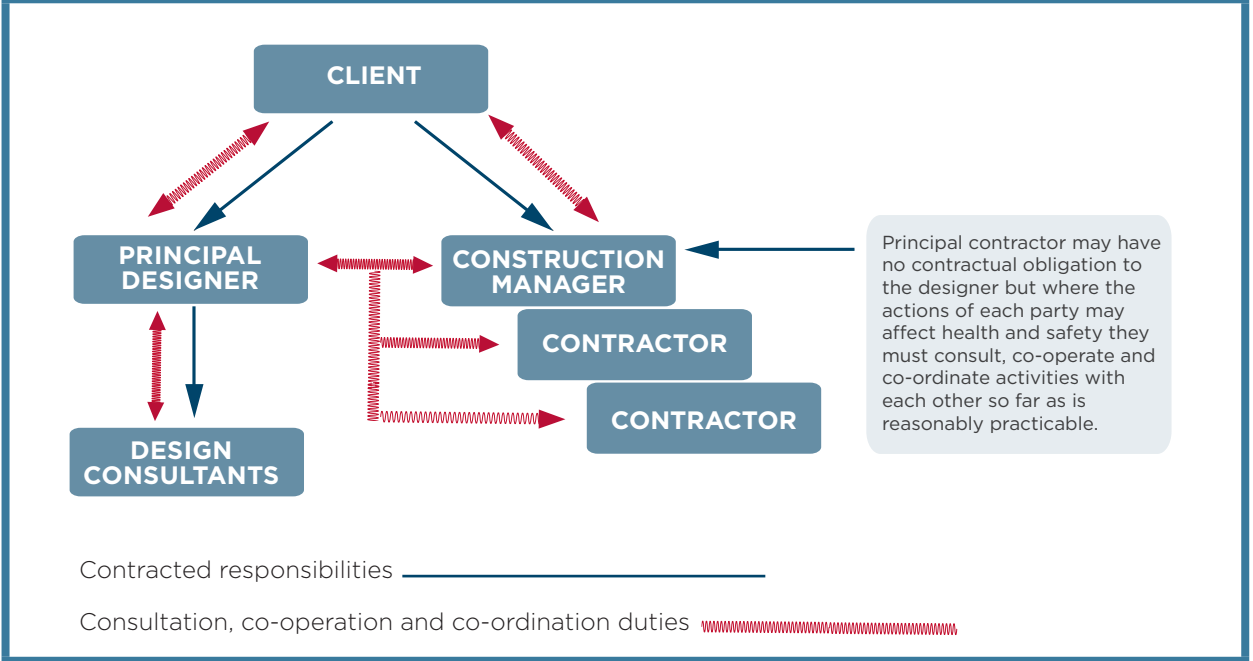 CLIENT
PRINCIPAL
DESIGNER
CONSTRUCTION
MANAGER
Principal contractor may have
no contractual obligation to
the designer but where the
actions of each party may
affect health and safety they
must consult, co-operate and
co-ordinate activities with
each other so far as is
reasonably practicable.
CONTRACTOR
CONTRACTOR
DESIGN
CONSULTANTS
Contracted responsibilities
Consultation, co-operation and co-ordination duties